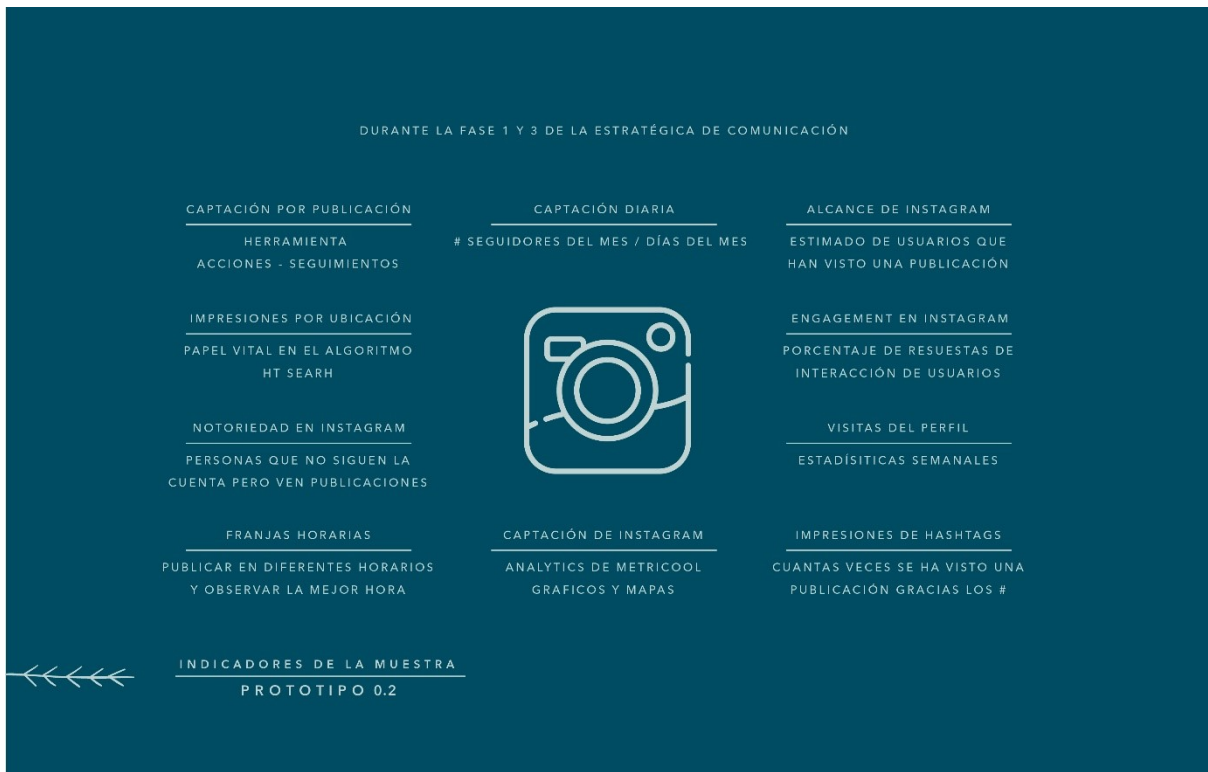 DURANTE LA FASE 1 Y 3 DE LA ESTRATÉGICA DE COMUNICACIÓN
CAPTACIÓN POR PUBLICACIÓN
HERRAMIENTA
ACCIONES - SEGUIMIENTOS
CAPTACIÓN DIARIA
# SEGUIDORES DEL MES / DÍAS DEL MES
ALCANCE DE INSTAGRAM
ESTIMADO DE USUARIOS QUE
HAN VISTO UNA PUBLICACIÓN
IMPRESIONES POR UBICACIÓN
PAPEL VITAL EN EL ALGORITMO
HT SEARH
ENGAGEMENT EN INSTAGRAM
PORCENTAJE DE RESUESTAS DE
INTERACCIÓN DE USUARIOS
NOTORIEDAD EN INSTAGRAM
PERSONAS QUE NO SIGUEN LA
CUENTA PERO VEN PUBLICACIONES
VISITAS DEL PERFIL
ESTADÍSITICAS SEMANALES
FRANJAS HORARIAS
PUBLICAR EN DIFERENTES HORARIOS
Y OBSERVAR LA MEJOR HORA
CAPTACIÓN DE INSTAGRAM
ANALYTICS DE METRICOOL
GRAFICOS Y MAPAS
IMPRESIONES DE HASHTAGS
CUANTAS VECES SE HA VISTO UNA
PUBLICACIÓN GRACIAS LOS #
INDICADORES DE LA MUESTRA
PROTOTIPO 0.2